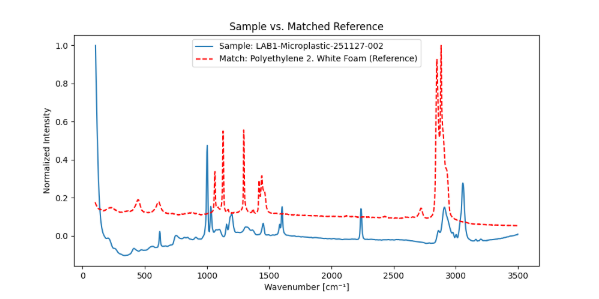 Sample vs. Matched Reference
Sample: LAB1-Microplastic-251127-002
Match: Polyethylene 2. White Foam (Reference)
Normalized Intensity
1.0
0.8
0.6
0.4
0.2
0.0
0 500 1000 1500 2000 2500 3000 3500
Wavenumber [cm⁻¹]